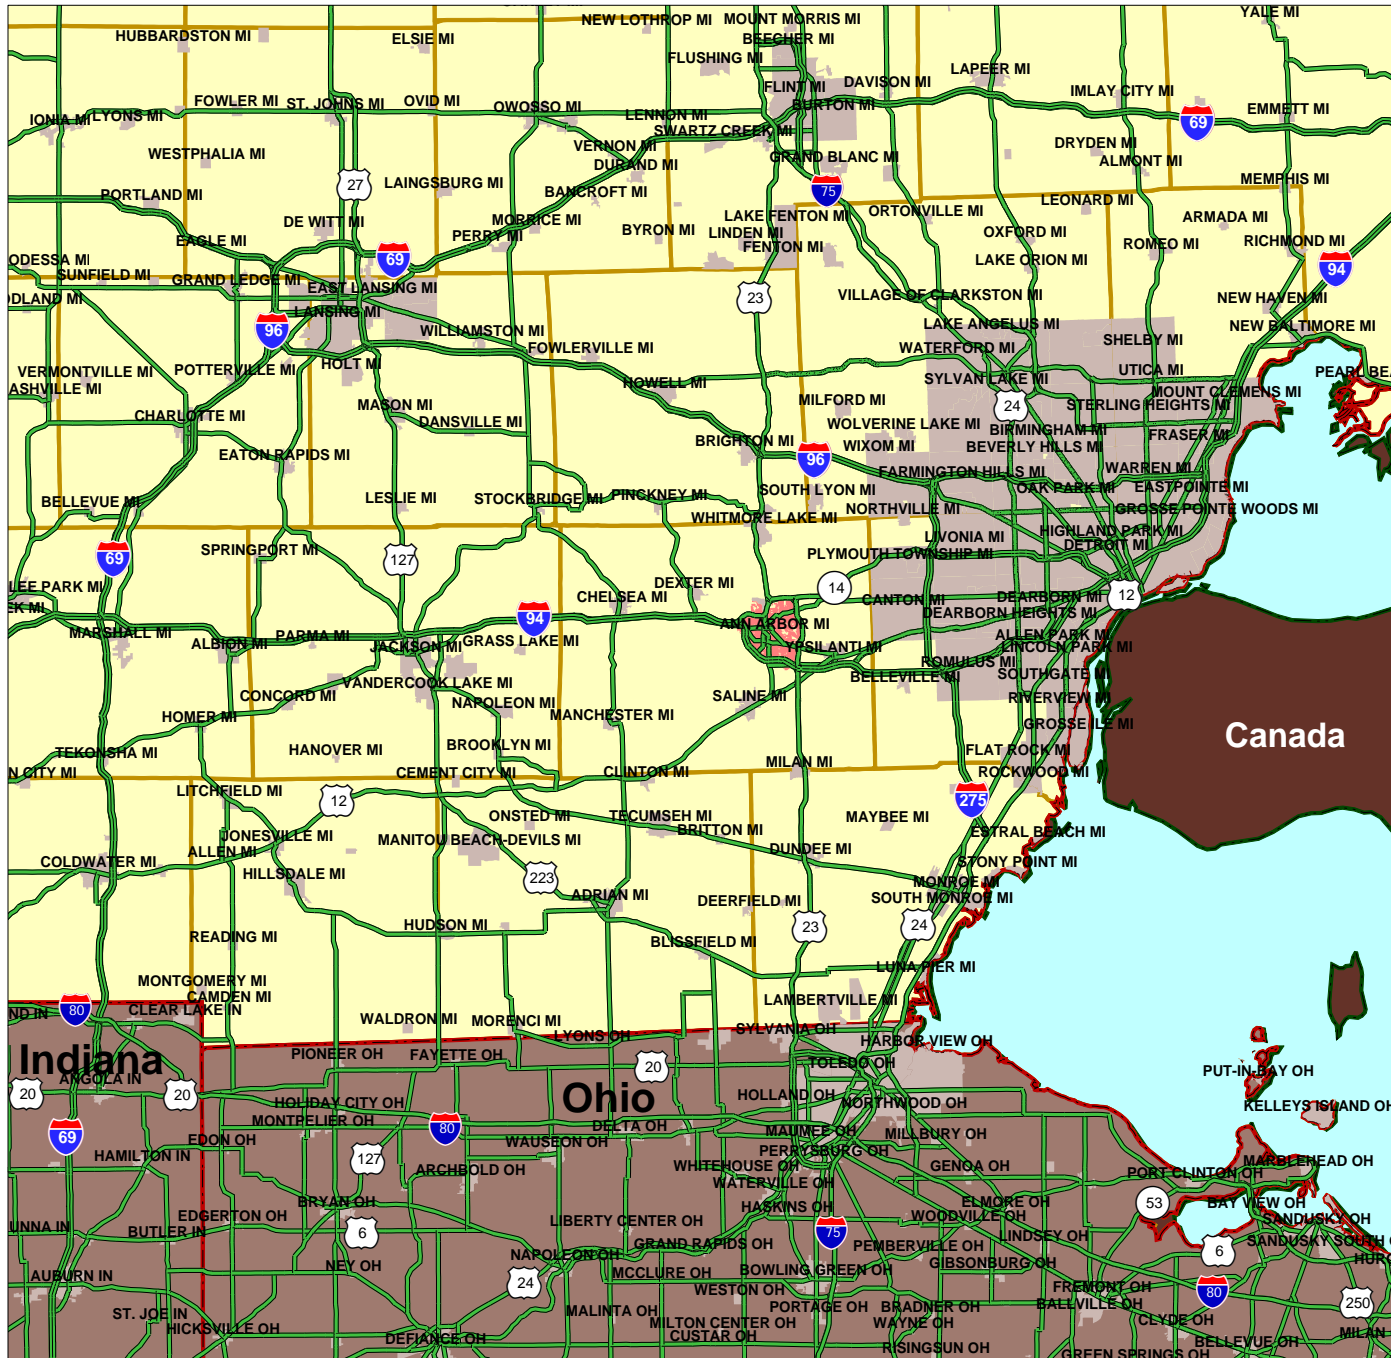 NEW LOTHROP MI
MOUNT MORRIS MI
YALE MI
HUBBARDSTON MI
ELSIE MI
BEECHER MI
FLUSHING MI
LAPEER MI
DAVISON MI
FLINT MI
IMLAY CITY MI
FOWLER MI
ST. JOHNS MI
OVID MI
OWOSSO MI
BURTON MI
EMMETT MI
LYONS MI
IONIA MI
LENNON MI
69
SWARTZ CREEK MI
VERNON MI
DRYDEN MI
WESTPHALIA MI
DURAND MI
GRAND BLANC MI
ALMONT MI
27
LAINGSBURG MI
BANCROFT MI
75
MEMPHIS MI
PORTLAND MI
LEONARD MI
DE WITT MI
MORRICE MI
LAKE FENTON MI
ORTONVILLE MI
ARMADA MI
BYRON MI
LINDEN MI
OXFORD MI
EAGLE MI
PERRY MI
FENTON MI
ROMEO MI
RICHMOND MI
ODESSA MI
69
LAKE ORION MI
94
SUNFIELD MI
GRAND LEDGE MI
EAST LANSING MI
DLAND MI
23
VILLAGE OF CLARKSTON MI
NEW HAVEN MI
LANSING MI
96
WILLIAMSTON MI
LAKE ANGELUS MI
NEW BALTIMORE MI
FOWLERVILLE MI
WATERFORD MI
SHELBY MI
VERMONTVILLE MI
POTTERVILLE MI
HOLT MI
UTICA MI
PEARL BEA
ASHVILLE MI
HOWELL MI
SYLVAN LAKE MI
MOUNT CLEMENS MI
MILFORD MI
24
STERLING HEIGHTS MI
CHARLOTTE MI
MASON MI
DANSVILLE MI
WOLVERINE LAKE MI
BIRMINGHAM MI
FRASER MI
BRIGHTON MI
WIXOM MI
BEVERLY HILLS MI
EATON RAPIDS MI
96
FARMINGTON HILLS MI
WARREN MI
SOUTH LYON MI
OAK PARK MI
EASTPOINTE MI
BELLEVUE MI
LESLIE MI
STOCKBRIDGE MI
PINCKNEY MI
NORTHVILLE MI
GROSSE POINTE WOODS MI
WHITMORE LAKE MI
HIGHLAND PARK MI
LIVONIA MI
DETROIT MI
SPRINGPORT MI
69
127
PLYMOUTH TOWNSHIP MI
LEE PARK MI
DEXTER MI
14
EK MI
CHELSEA MI
CANTON MI
DEARBORN MI
12
94
DEARBORN HEIGHTS MI
MARSHALL MI
ALBION MI
PARMA MI
JACKSON MI
GRASS LAKE MI
ANN ARBOR MI
ALLEN PARK MI
YPSILANTI MI
LINCOLN PARK MI
ROMULUS MI
BELLEVILLE MI
SOUTHGATE MI
VANDERCOOK LAKE MI
CONCORD MI
NAPOLEON MI
SALINE MI
RIVERVIEW MI
HOMER MI
MANCHESTER MI
GROSSE ILE MI
Canada
TEKONSHA MI
HANOVER MI
BROOKLYN MI
FLAT ROCK MI
N CITY MI
CEMENT CITY MI
CLINTON MI
MILAN MI
ROCKWOOD MI
LITCHFIELD MI
12
275
ONSTED MI
TECUMSEH MI
MAYBEE MI
JONESVILLE MI
MANITOU BEACH-DEVILS MI
BRITTON MI
ESTRAL BEACH MI
ALLEN MI
DUNDEE MI
COLDWATER MI
STONY POINT MI
HILLSDALE MI
223
MONROE MI
ADRIAN MI
DEERFIELD MI
SOUTH MONROE MI
HUDSON MI
23
24
READING MI
BLISSFIELD MI
LUNA PIER MI
MONTGOMERY MI
CAMDEN MI
LAMBERTVILLE MI
ND IN
80
CLEAR LAKE IN
WALDRON MI
MORENCI MI
LYONS OH
SYLVANIA OH
HARBOR VIEW OH
Indiana
PIONEER OH
FAYETTE OH
20
TOLEDO OH
PUT-IN-BAY OH
ANGOLA IN
20
20
Ohio
HOLLAND OH
HOLIDAY CITY OH
NORTHWOOD OH
KELLEYS ISLAND OH
MONTPELIER OH
80
DELTA OH
69
EDON OH
WAUSEON OH
MAUMEE OH
MILLBURY OH
HAMILTON IN
127
ARCHBOLD OH
PERRYSBURG OH
WHITEHOUSE OH
GENOA OH
MARBLEHEAD OH
PORT CLINTON OH
WATERVILLE OH
BRYAN OH
HASKINS OH
ELMORE OH
53
BAY VIEW OH
EDGERTON OH
WOODVILLE OH
UNNA IN
BUTLER IN
6
LIBERTY CENTER OH
75
LINDSEY OH
SANDUSKY OH
GRAND RAPIDS OH
PEMBERVILLE OH
6
SANDUSKY SOUTH O
NAPOLEON OH
NEY OH
GIBSONBURG OH
HURO
AUBURN IN
24
MCCLURE OH
BOWLING GREEN OH
WESTON OH
FREMONT OH
80
ST. JOE IN
MALINTA OH
PORTAGE OH
BRADNER OH
BALLVILLE OH
250
HICKSVILLE OH
MILTON CENTER OH
WAYNE OH
CLYDE OH
DEFIANCE OH
CUSTAR OH
BELLEVUE OH
MILAN
RISINGSUN OH
GREEN SPRINGS OH